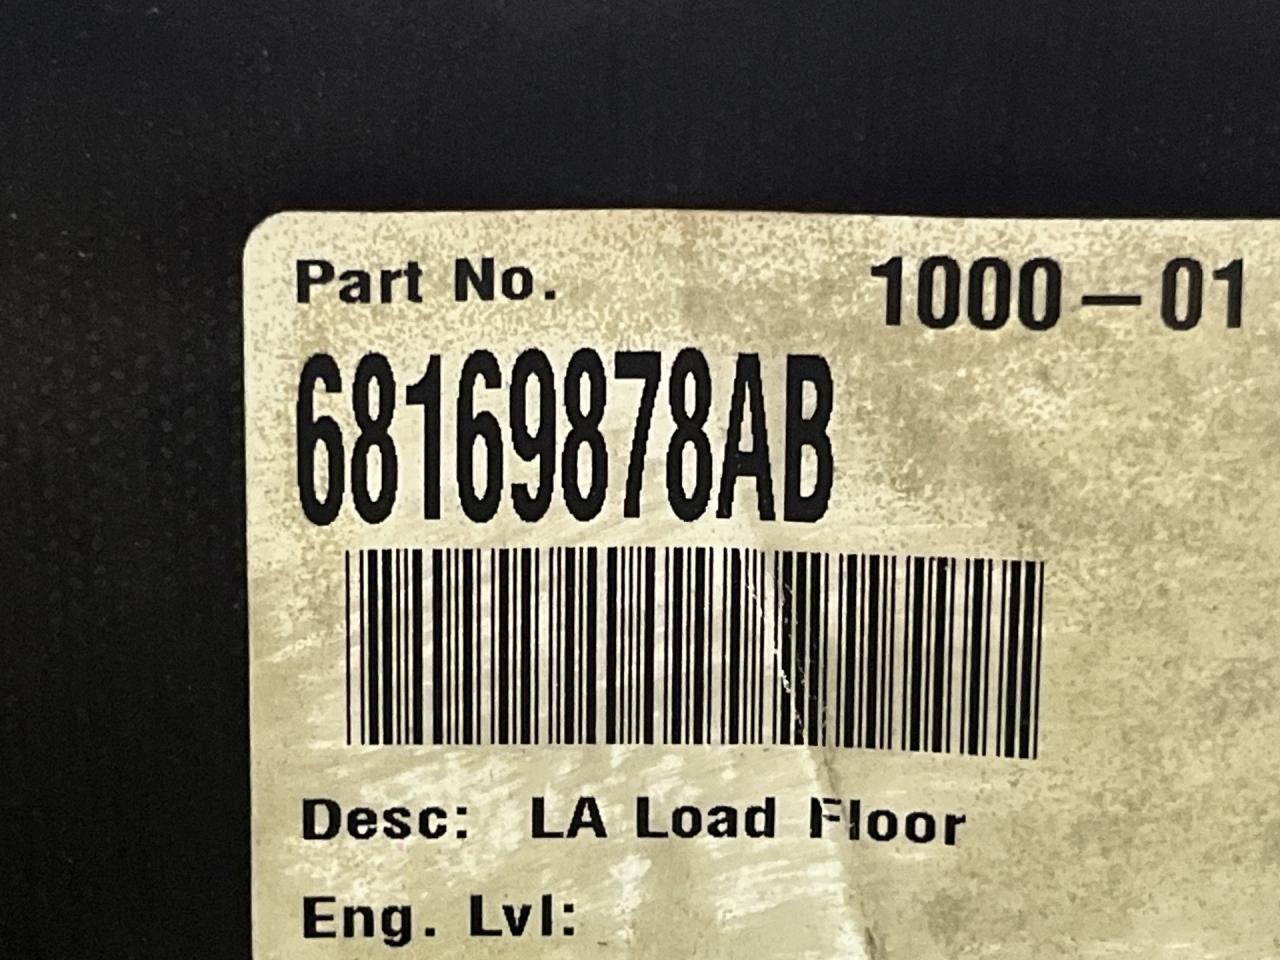 Part No.
1000-01
68169878AB
Desc: LA Load Floor
Eng. Lvl: